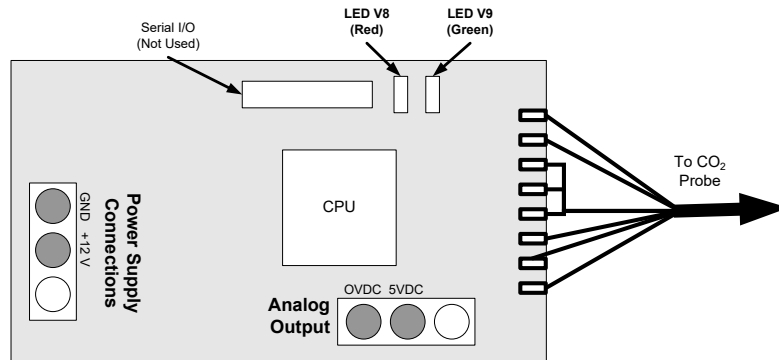 Serial I/O
(Not Used)
LED V8
(Red)
LED V9
(Green)
To CO2
Probe
CPU
GND +12 V
Power Supply
Connections
OVDC 5VDC
Analog
Output